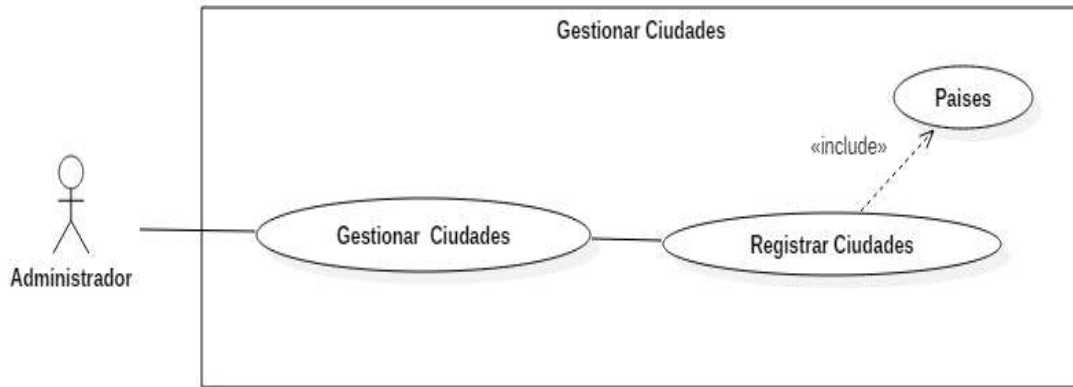 Gestionar Ciudades
Paises
«include»
Gestionar Ciudades
Registrar Ciudades
Administrador